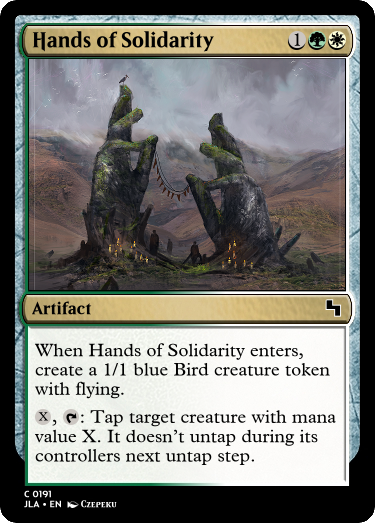 Hands of Solidarity 1
Artifact
When Hands of Solidarity enters,
create a 1/1 blue Bird creature token
with flying.
X, : Tap target creature with mana
value X. It doesn't untap during its
controllers next untap step.
C 0191
JLA • EN Czepeku